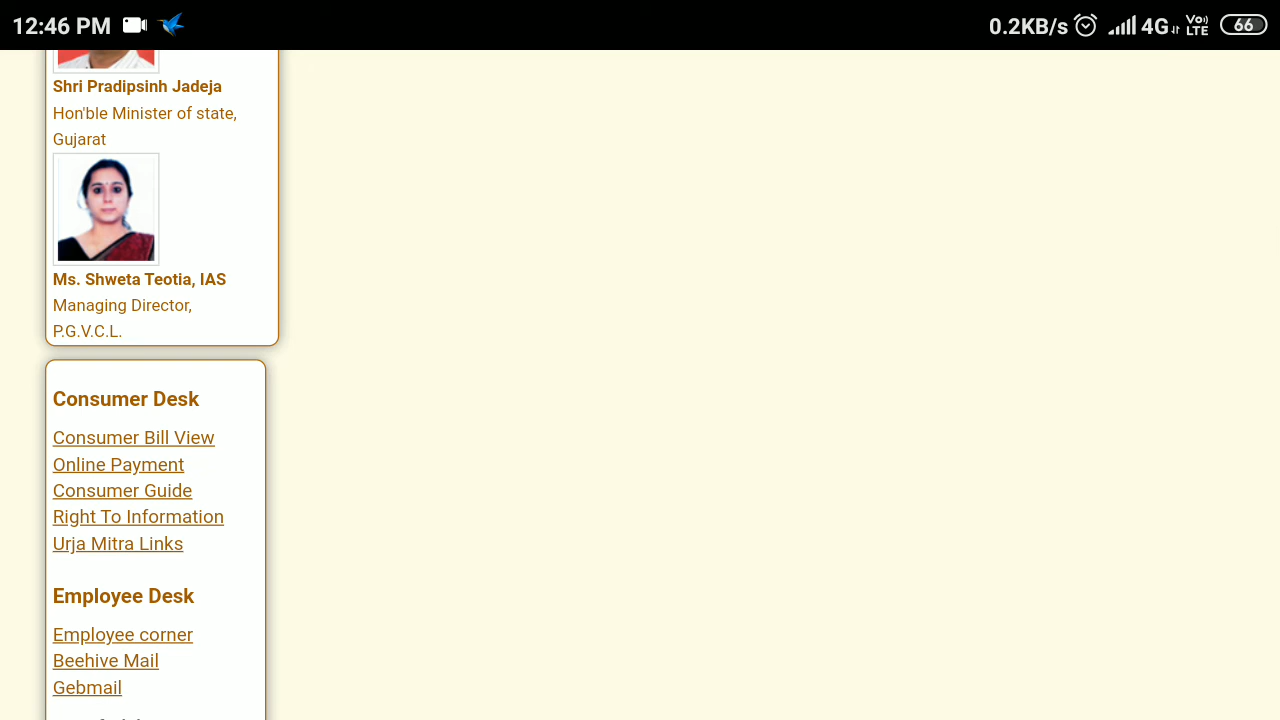 12:46 PM 0.2KB/s 4G Vo) LTE 66
Shri Pradipsinh Jadeja
Hon'ble Minister of state,
Gujarat
Ms. Shweta Teotia, IAS
Managing Director,
P.G.V.C.L.
Consumer Desk
Consumer Bill View
Online Payment
Consumer Guide
Right To Information
Urja Mitra Links
Employee Desk
Employee corner
Beehive Mail
Gebmail